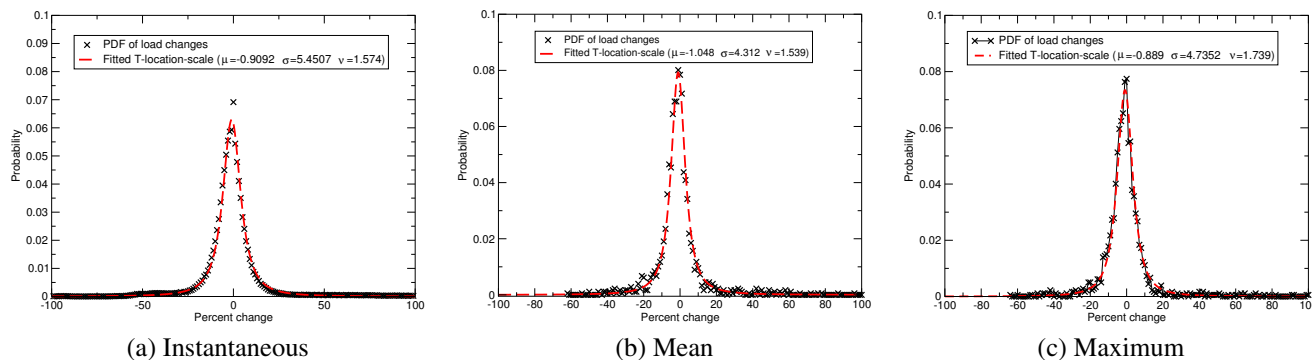 0.1
0.09
0.08
0.07
0.06
0.05
0.04
0.03
0.02
0.01
0
Probability
× PDF of load changes
Fitted T-location-scale (μ=-0.9092 σ=5.4507 ν=1.574)
-100 -50 0 50 100
Percent change
(a) Instantaneous
0.1
0.08
0.06
0.04
0.02
0
Probability
× PDF of load changes
Fitted T-location-scale (μ=-1.048 σ=4.312 ν=1.539)
-100 -80 -60 -40 -20 0 20 40 60 80 100
Percent change
(b) Mean
0.1
0.08
0.06
0.04
0.02
0
Probability
PDF of load changes
Fitted T-location-scale (μ=-0.889 σ=4.7352 ν=1.739)
-100 -80 -60 -40 -20 0 20 40 60 80 100
Percent change
(c) Maximum